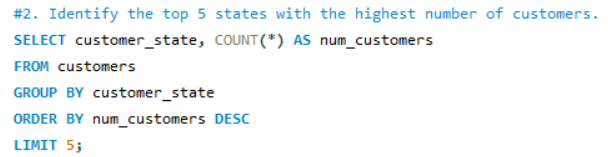 #2. Identify the top 5 states with the highest number of customers.
SELECT customer_state, COUNT(*) AS num_customers
FROM customers
GROUP BY customer_state
ORDER BY num_customers DESC
LIMIT 5;